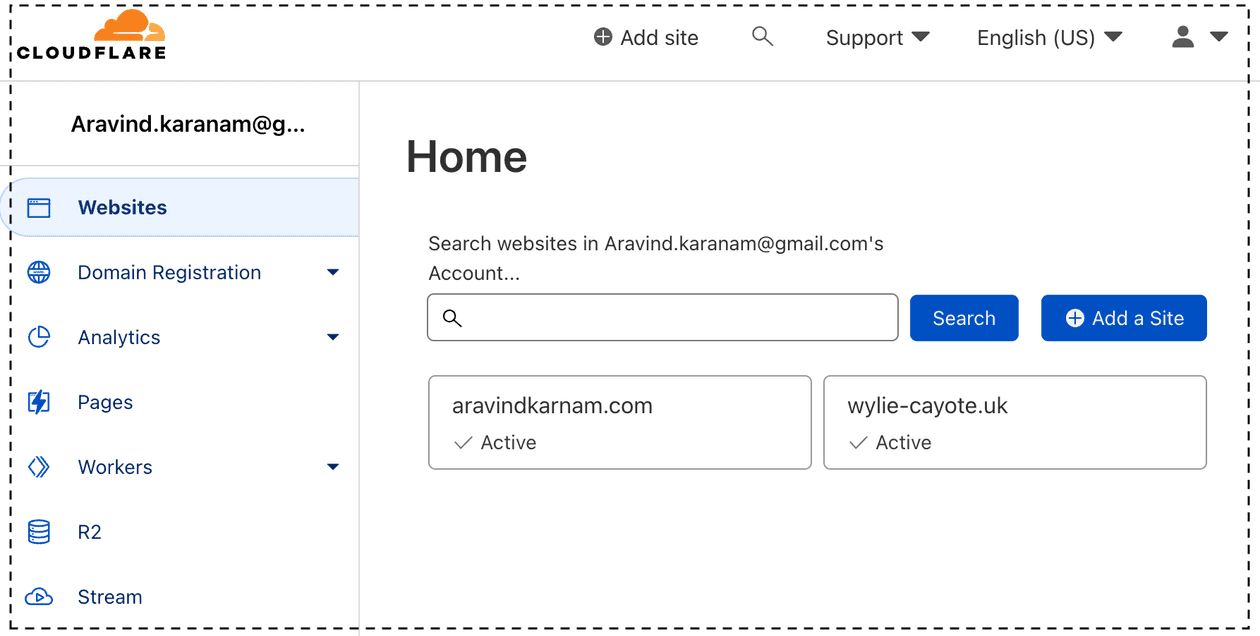 CLOUDFLARE
Add site
Support
English (US)
Aravind.karanam@g...
Websites
Domain Registration
Analytics
Pages
Workers
R2
Stream
Home
Search websites in Aravind.karanam@gmail.com's
Account...
Search
Add a Site
aravindkarnam.com
Active
wylie-cayote.uk
Active